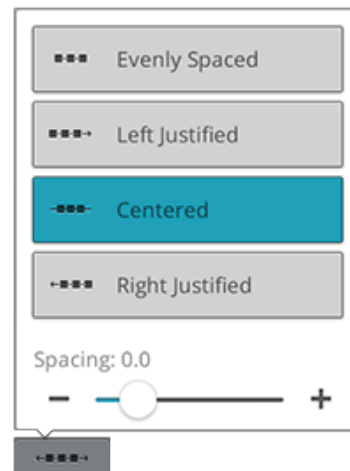 Evenly Spaced
Left Justified
Centered
Right Justified
Spacing: 0.0